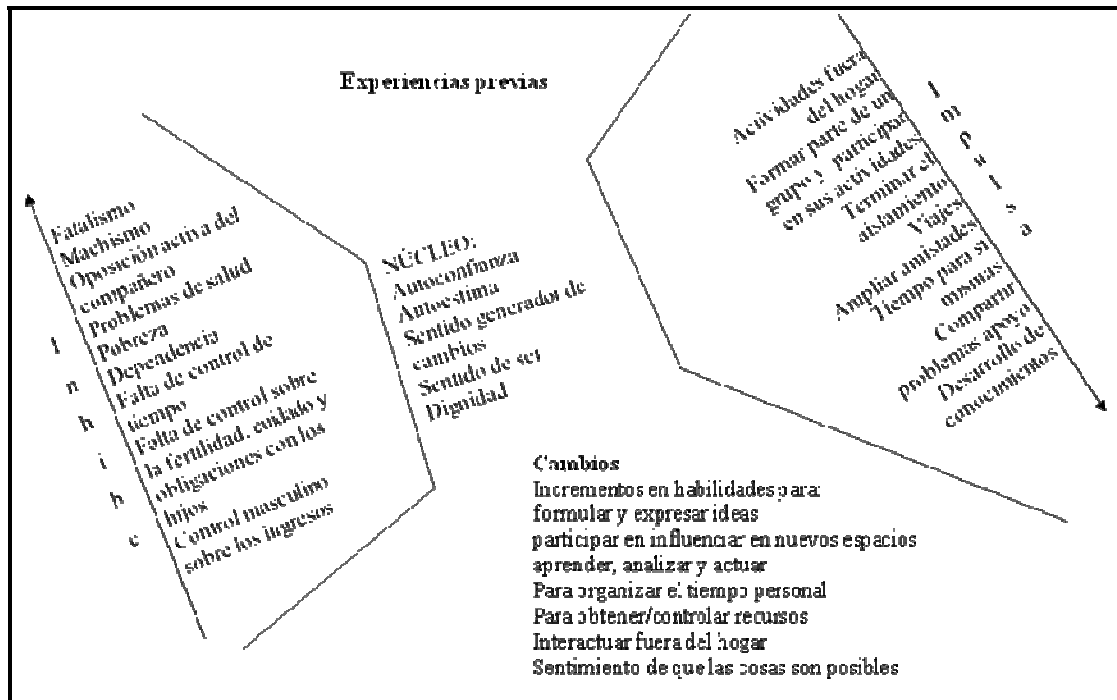 Experiencias previas
Fatalismo
Machismo
Oposición activa del
compañero
Problemas de salud
Pobreza
Dependencia
Falta de control de
tiempo
Falta de control sobre
la fertilidad, cuidado y
obligaciones con los
hijos
Control masculino
sobre los ingresos
Inhibe
NÚCLEO:
Autoconfianza
Autoestima
Sentido generador de
cambios
Sentido de ser
Dignidad
Actividades fuera
del hogar
Formar parte de un
grupo y participar
en sus actividades
Terminar el
aislamiento
Viajes
Ampliar amistades
Tiempo para sí
mismas
Compartir
problemas apoyo
Desarrollo de
conocimientos
Impulsa
Cambios
Incrementos en habilidades para:
formular y expresar ideas
participar en influenciar en nuevos espacios
aprender, analizar y actuar
Para organizar el tiempo personal
Para obtener/controlar recursos
Interactuar fuera del hogar
Sentimiento de que las cosas son posibles